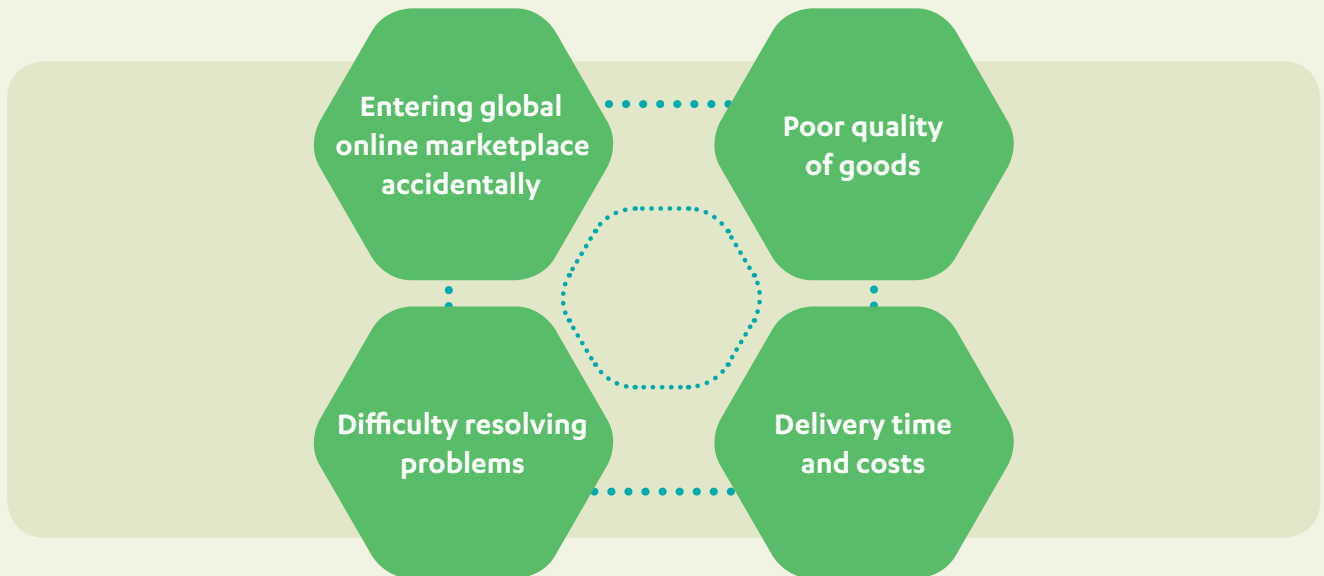 Entering global
online marketplace
accidentally
Poor quality
of goods
Difficulty resolving
problems
Delivery time
and costs